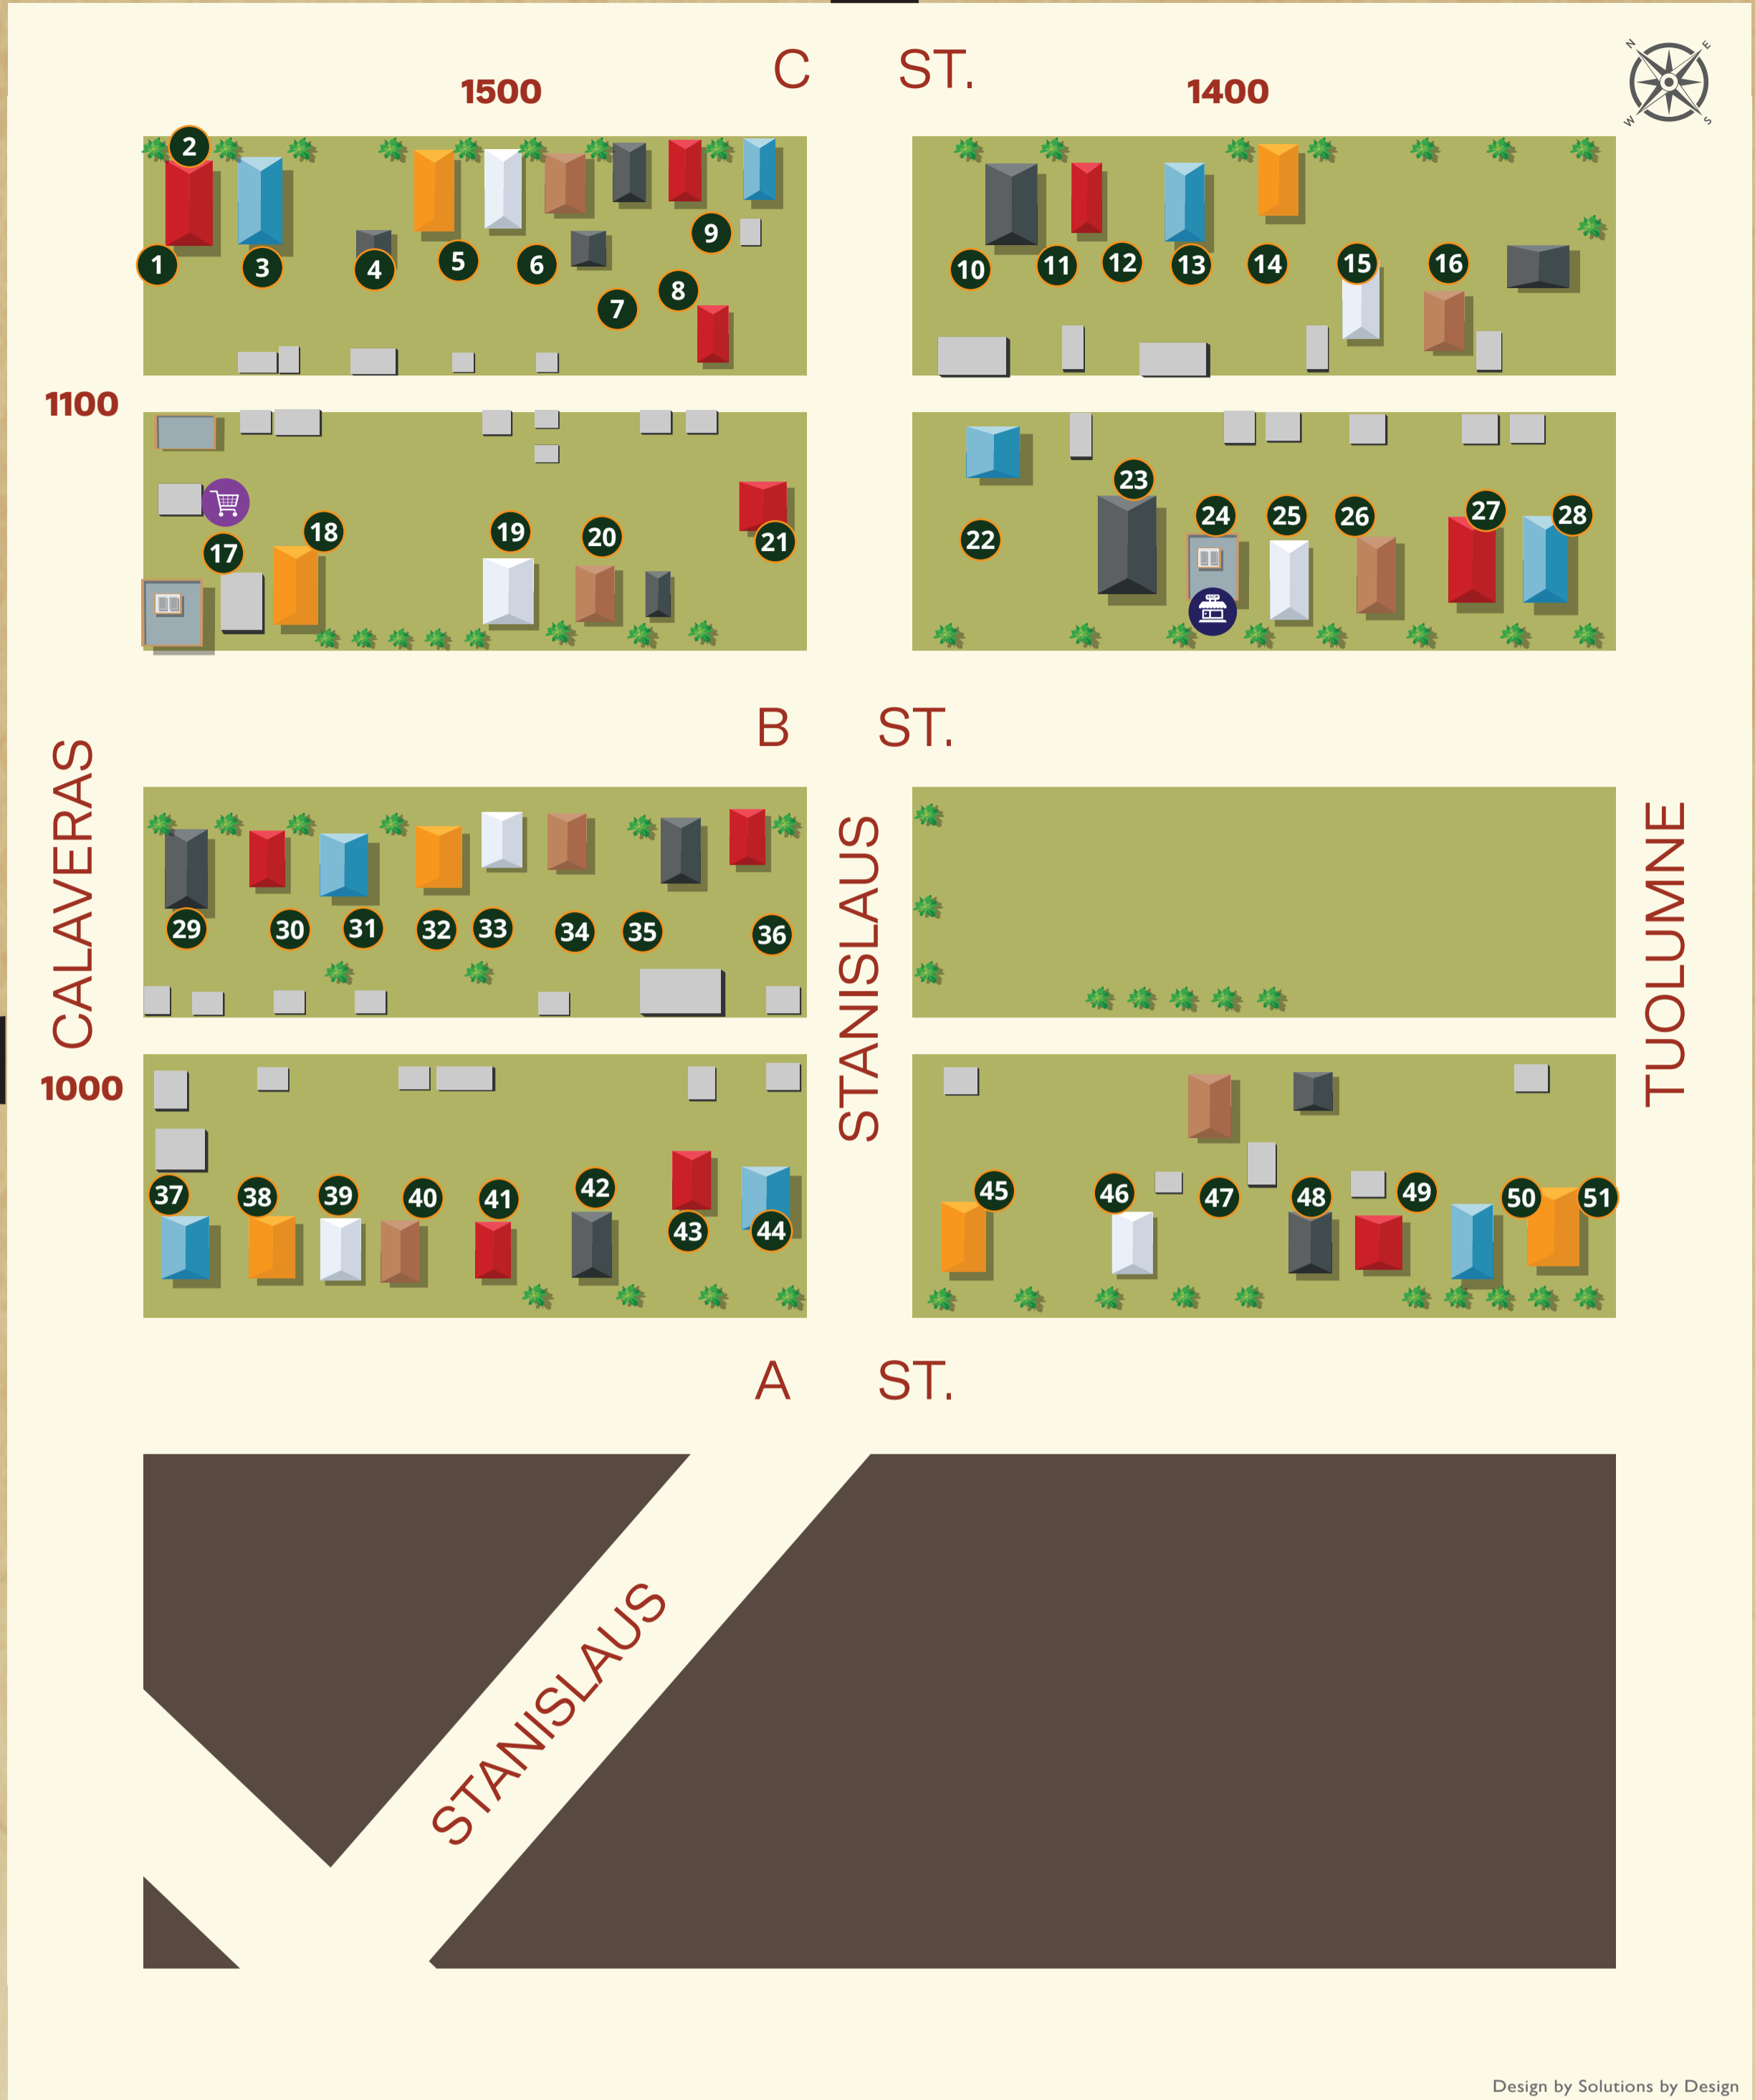 C ST.
1500 1400
N E
W S
2
1 3 4 5 6 7 8 9
10 11 12 13 14 15 16
1100
17 18 19 20 21
22 23 24 25 26 27 28
SHOP
B ST.
CALAVERAS
STANISLAUS
TUOLUMNE
29 30 31 32 33 34 35 36
1000
37 38 39 40 41 42 43 44
45 46 47 48 49 50 51
A ST.
STANISLAUS
Design by Solutions by Design